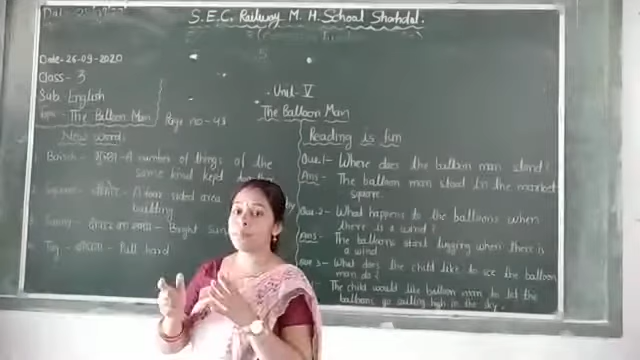 S.E.C. Railway M. H. School Shahdol.
Date-26-09-2020
Class- 3
Sub. English
Topic - The Balloon Man
Page no-43
Unit- V
The Balloon Man
New word:
Bunch - गुच्छा - A number of things of the
same kind kept
Square - चौकोर - A four sided area
building
Bright
Tug - खींचना - Pull hard
Reading is fun
Que.1- Where does the balloon man stand?
Ans- The balloon man stood in the market
square.
Que.2- What happens to the balloons when
there is a wind?
Ans- The balloons start tugging when there is
a wind
Que 3- What does the child like to see the balloon
man do?
The child would like balloon man to let the
balloons go sailing high in the sky.